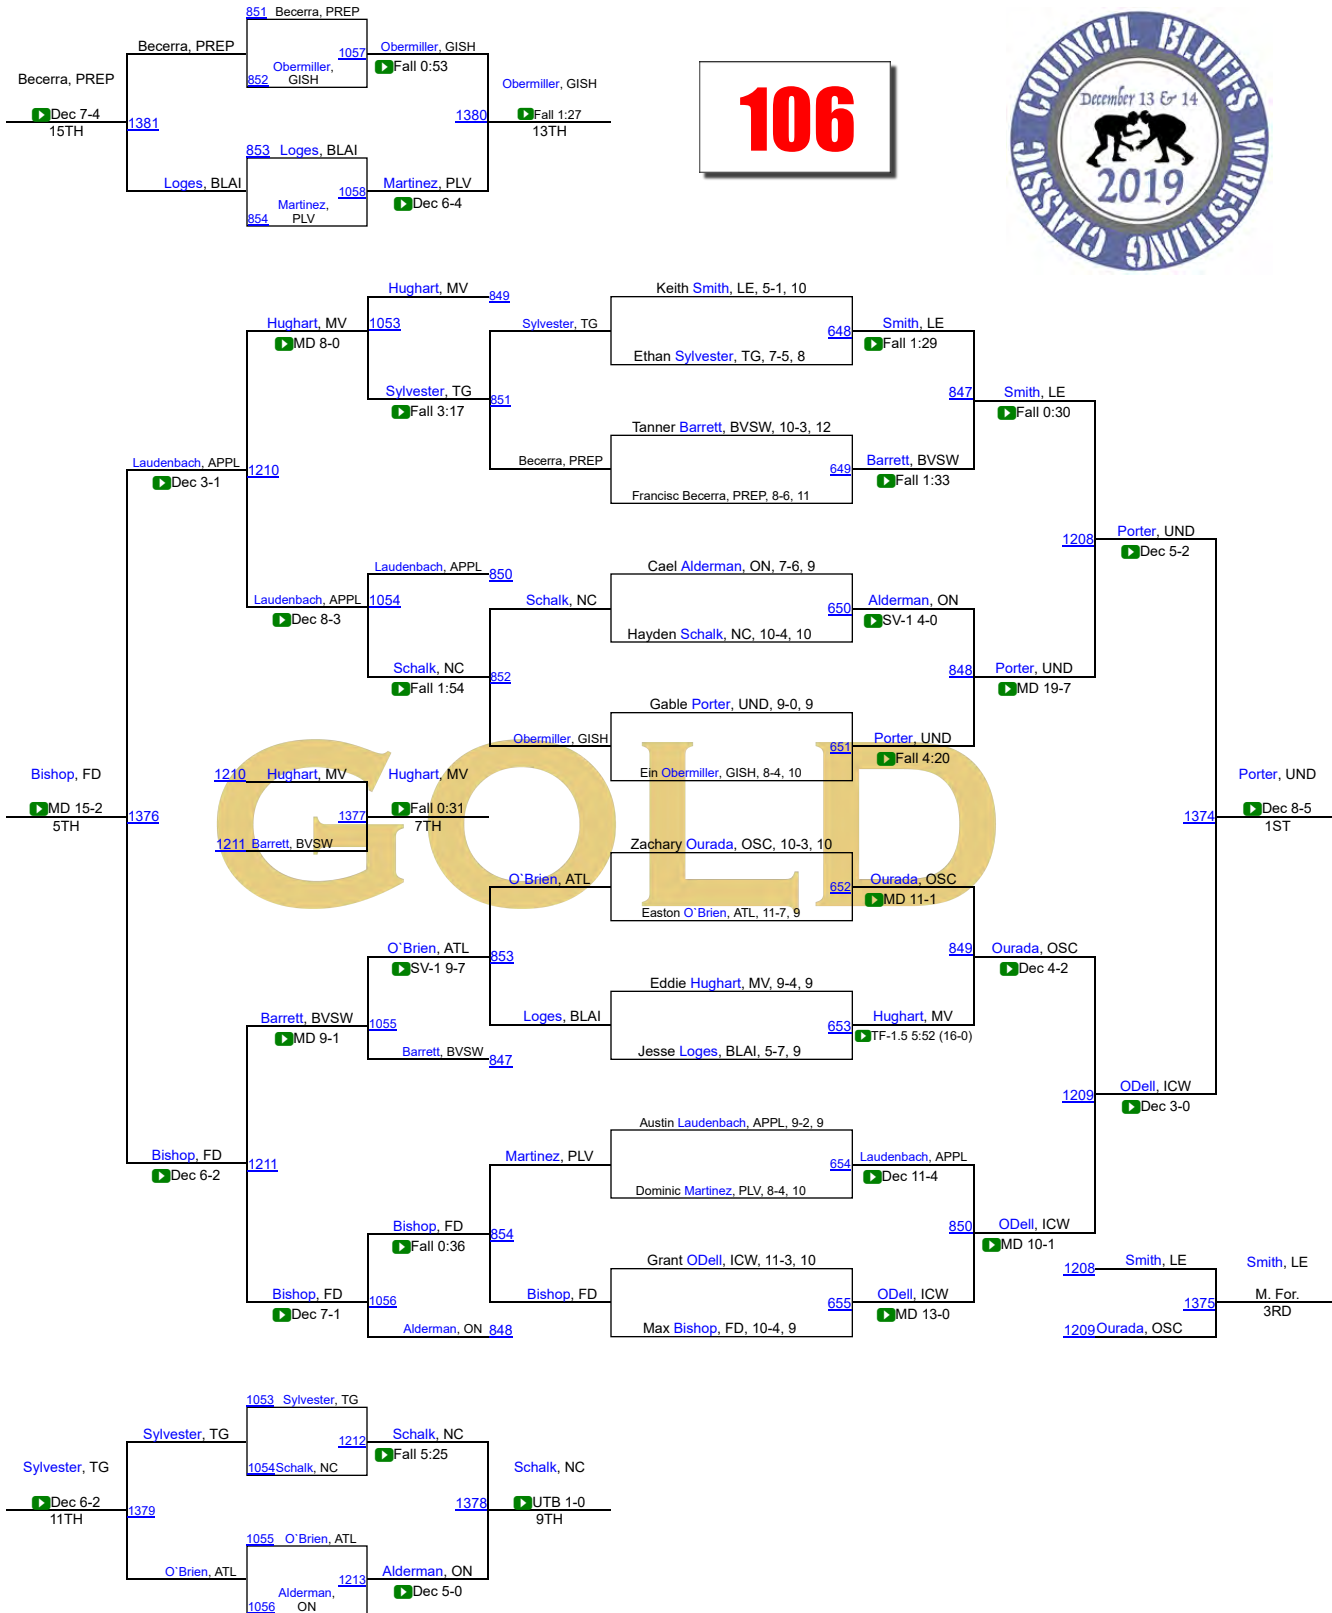 851 Becerra, PREP
Becerra, PREP
1057
Obermiller, GISH
Obermiller,
GISH
852
Fall 0:53
Becerra, PREP
Dec 7-4
15TH
1381
1380
Obermiller, GISH
Fall 1:27
13TH
853 Loges, BLAI
Loges, BLAI
1058
Martinez, PLV
Martinez,
PLV
854
Dec 6-4
106
COUNCIL BLUFFS WRESTLING CLASSIC
December 13 & 14
2019
Hughart, MV
849
Keith Smith, LE, 5-1, 10
Hughart, MV
1053
Sylvester, TG
648
Smith, LE
MD 8-0
Fall 1:29
Ethan Sylvester, TG, 7-5, 8
Sylvester, TG
851
847
Smith, LE
Fall 3:17
Fall 0:30
Tanner Barrett, BVSW, 10-3, 12
Laudenbach, APPL
1210
Becerra, PREP
649
Barrett, BVSW
Dec 3-1
Fall 1:33
Francisc Becerra, PREP, 8-6, 11
1208
Porter, UND
Dec 5-2
Laudenbach, APPL
850
Cael Alderman, ON, 7-6, 9
Laudenbach, APPL
1054
Schalk, NC
650
Alderman, ON
Dec 8-3
SV-1 4-0
Hayden Schalk, NC, 10-4, 10
Schalk, NC
852
848
Porter, UND
Fall 1:54
MD 19-7
Gable Porter, UND, 9-0, 9
Obermiller, GISH
651
Porter, UND
Fall 4:20
Ein Obermiller, GISH, 8-4, 10
GOLD
Bishop, FD
MD 15-2
5TH
1376
1210 Hughart, MV
Hughart, MV
1377
Fall 0:31
7TH
1211 Barrett, BVSW
1374
Porter, UND
Dec 8-5
1ST
Zachary Ourada, OSC, 10-3, 10
O`Brien, ATL
652
Ourada, OSC
MD 11-1
Easton O`Brien, ATL, 11-7, 9
O`Brien, ATL
853
849
Ourada, OSC
SV-1 9-7
Dec 4-2
Eddie Hughart, MV, 9-4, 9
Barrett, BVSW
1055
Loges, BLAI
653
Hughart, MV
MD 9-1
TF-1.5 5:52 (16-0)
Barrett, BVSW
847
Jesse Loges, BLAI, 5-7, 9
1209
ODell, ICW
Dec 3-0
Austin Laudenbach, APPL, 9-2, 9
Bishop, FD
1211
Martinez, PLV
654
Laudenbach, APPL
Dec 6-2
Dec 11-4
Dominic Martinez, PLV, 8-4, 10
Bishop, FD
854
850
ODell, ICW
Fall 0:36
MD 10-1
Grant ODell, ICW, 11-3, 10
1208
Smith, LE
Smith, LE
Bishop, FD
1056
Bishop, FD
655
ODell, ICW
1375
M. For.
3RD
Dec 7-1
MD 13-0
Alderman, ON 848
Max Bishop, FD, 10-4, 9
1209 Ourada, OSC
1053 Sylvester, TG
Sylvester, TG
1212
Schalk, NC
Fall 5:25
1054 Schalk, NC
Sylvester, TG
Dec 6-2
11TH
1379
1378
Schalk, NC
UTB 1-0
9TH
1055 O`Brien, ATL
O`Brien, ATL
1213
Alderman, ON
Alderman,
ON
1056
Dec 5-0